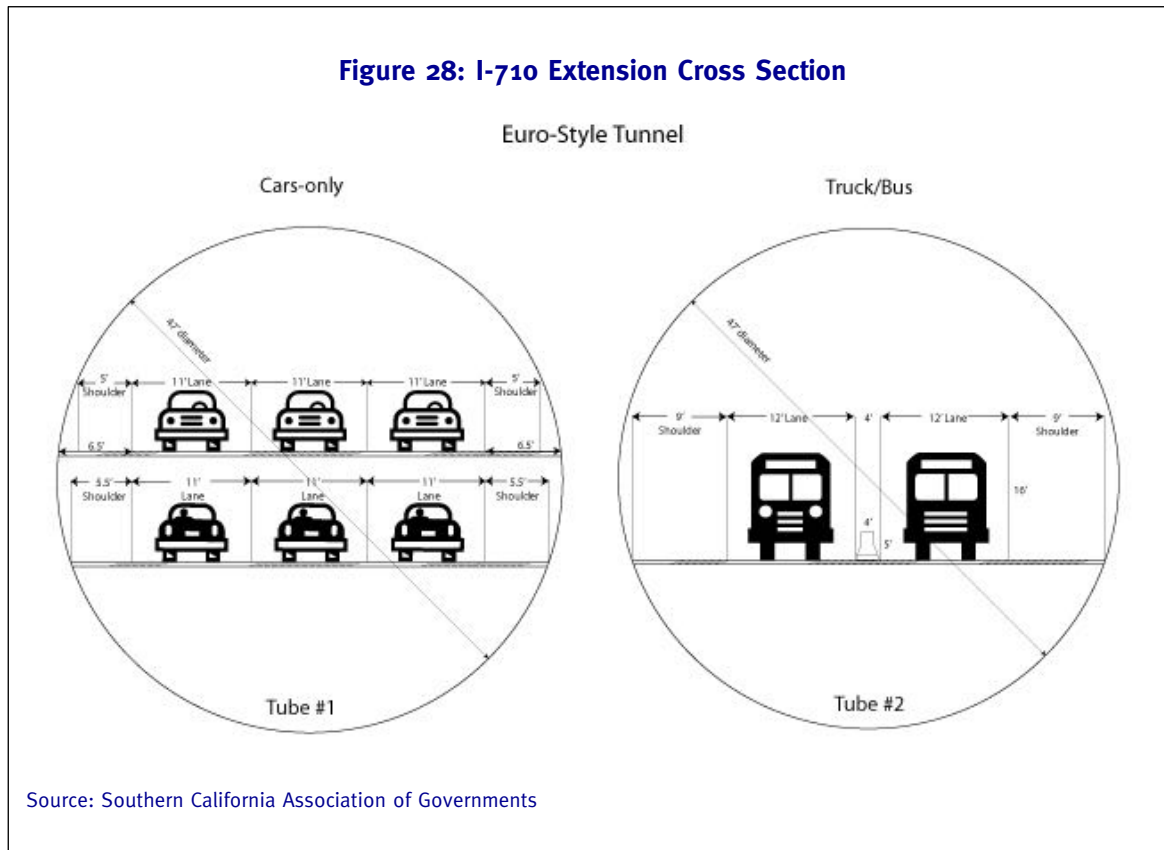 Figure 28: I-710 Extension Cross Section
Euro-Style Tunnel
Cars-only
Truck/Bus
47' diameter
5'
Shoulder
11' Lane
11' Lane
11' Lane
5'
Shoulder
6.5'
6.5'
5.5'
Shoulder
11'
Lane
11'
Lane
11'
Lane
5.5'
Shoulder
Tube #1
47' diameter
9'
Shoulder
12' Lane
4'
12' Lane
9'
Shoulder
16'
4'
5'
Tube #2
Source: Southern California Association of Governments